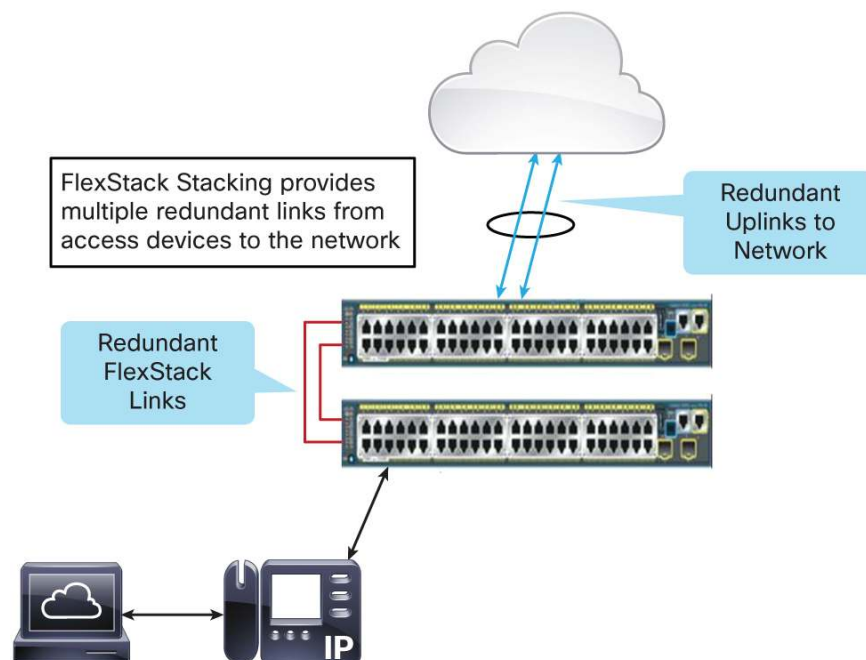 FlexStack Stacking provides
multiple redundant links from
access devices to the network
Redundant
Uplinks to
Network
Redundant
FlexStack
Links
IP